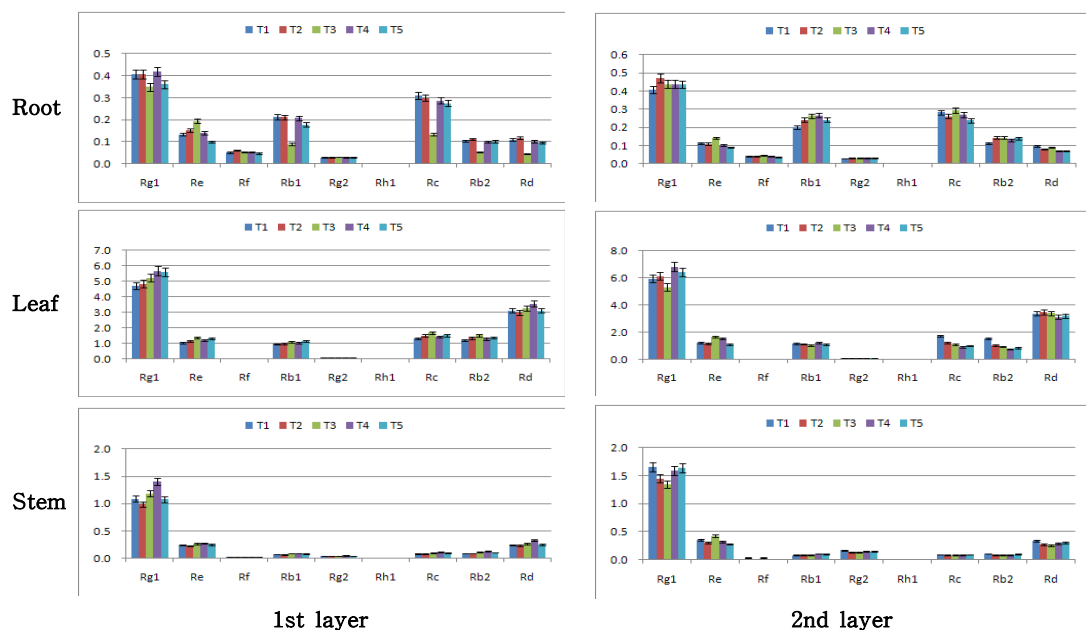 T1 T2 T3 T4 T5
0.5
0.4
0.3
0.2
0.1
0.0
Rg1 Re Rf Rb1 Rg2 Rh1 Rc Rb2 Rd
T1 T2 T3 T4 T5
0.6
0.5
0.4
0.3
0.2
0.1
0.0
Rg1 Re Rf Rb1 Rg2 Rh1 Rc Rb2 Rd
Root
T1 T2 T3 T4 T5
7.0
6.0
5.0
4.0
3.0
2.0
1.0
0.0
Rg1 Re Rf Rb1 Rg2 Rh1 Rc Rb2 Rd
T1 T2 T3 T4 T5
8.0
6.0
4.0
2.0
0.0
Rg1 Re Rf Rb1 Rg2 Rh1 Rc Rb2 Rd
Leaf
T1 T2 T3 T4 T5
2.0
1.5
1.0
0.5
0.0
Rg1 Re Rf Rb1 Rg2 Rh1 Rc Rb2 Rd
T1 T2 T3 T4 T5
2.0
1.5
1.0
0.5
0.0
Rg1 Re Rf Rb1 Rg2 Rh1 Rc Rb2 Rd
Stem
1st layer
2nd layer